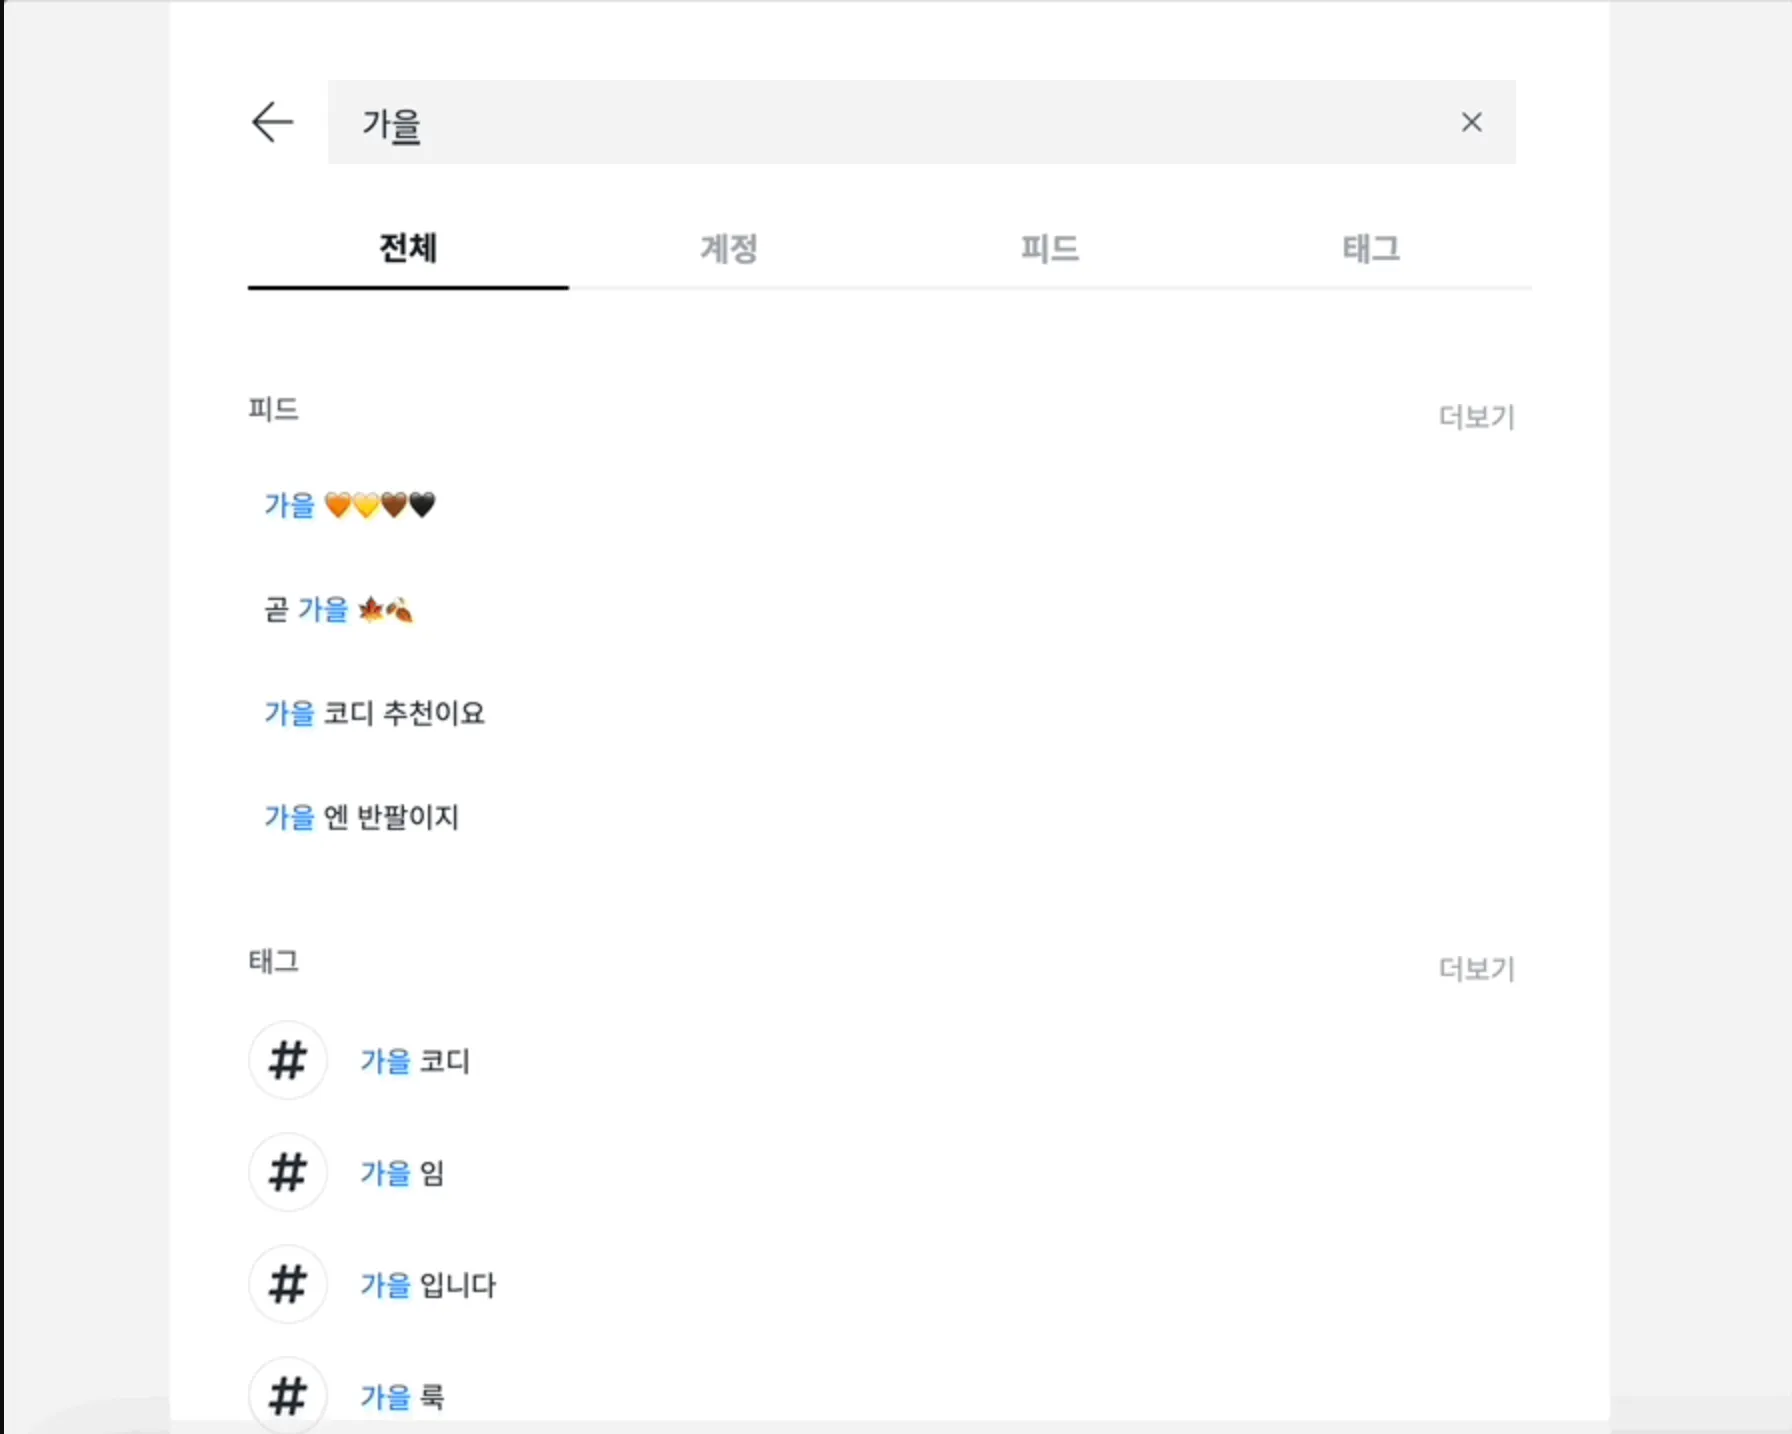 가을
전체 계정 피드 태그
피드 더보기
가을 🧡💛🤎🖤
곧 가을 🍁🍂
가을 코디 추천이요
가을 엔 반팔이지
태그 더보기
# 가을 코디
# 가을 임
# 가을 입니다
# 가을 룩